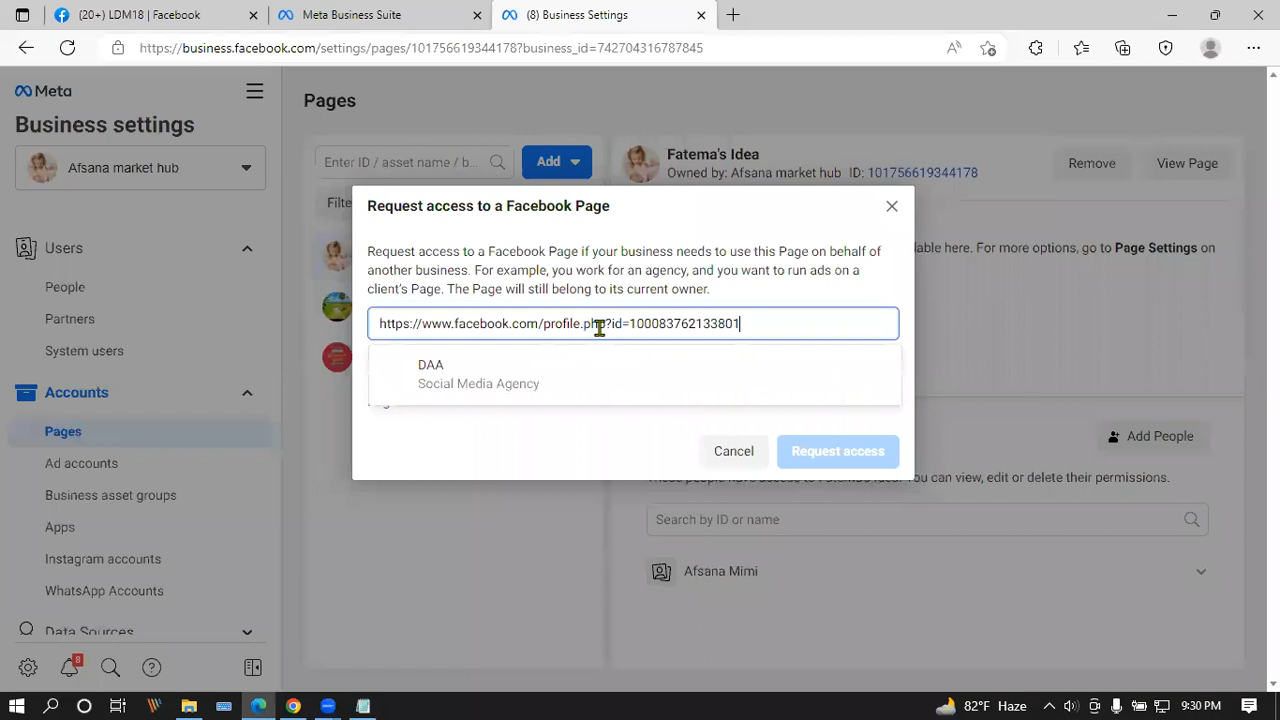 (20+) LDM18 | Facebook
Meta Business Suite
(8) Business Settings
https://business.facebook.com/settings/pages/101756619344178?business_id=742704316787845
Meta
Business settings
Afsana market hub
Users
People
Partners
System users
Accounts
Pages
Ad accounts
Business asset groups
Apps
Instagram accounts
WhatsApp Accounts
Data Sources
8
Pages
Enter ID / asset name / b...
Add
Fatema's Idea
Owned by: Afsana market hub ID: 101756619344178
Remove
View Page
lable here. For more options, go to Page Settings on
Request access to a Facebook Page
Request access to a Facebook Page if your business needs to use this Page on behalf of
another business. For example, you work for an agency, and you want to run ads on a
client's Page. The Page will still belong to its current owner.
https://www.facebook.com/profile.php?id=100083762133801
DAA
Social Media Agency
Cancel
Request access
Add People
You can view, edit or delete their permissions.
Search by ID or name
Afsana Mimi
82°F Haze
9:30 PM